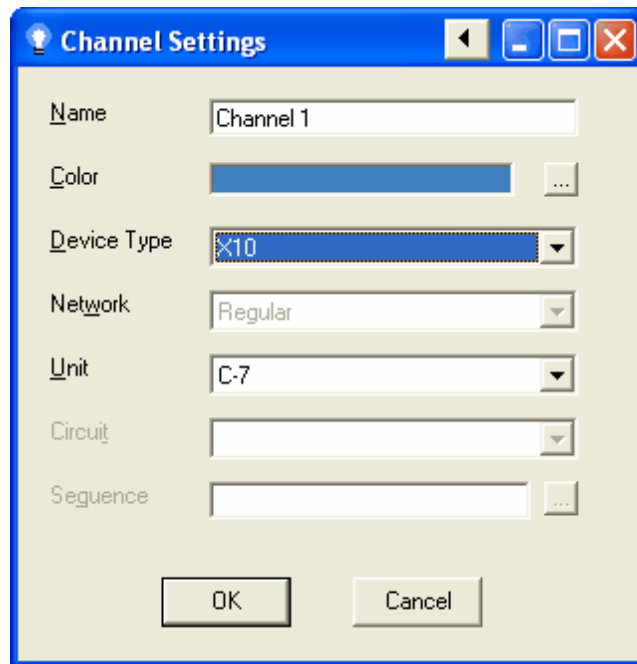 Channel Settings
Name Channel 1
Color ...
Device Type X10
Network Regular
Unit C-7
Circuit
Sequence ...
OK Cancel